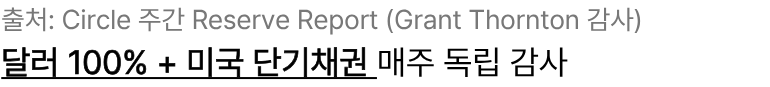 출처: Circle 주간 Reserve Report (Grant Thornton 감사)
달러 100% + 미국 단기채권 매주 독립 감사